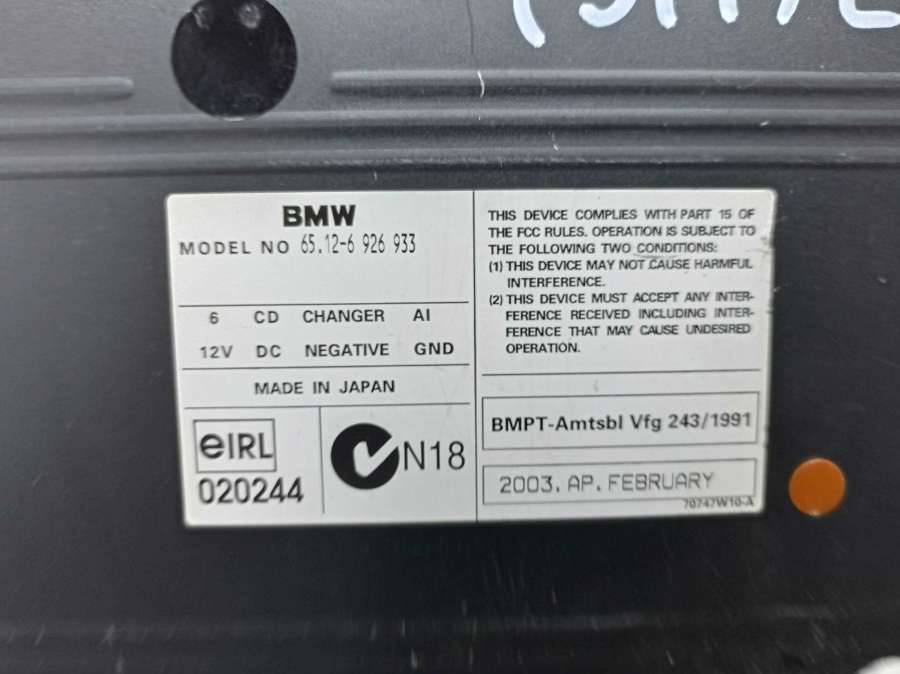 BMW
MODEL NO 65.12-6 926 933
6 CD CHANGER AI
12V DC NEGATIVE GND
MADE IN JAPAN
eIRL
020244
N18
THIS DEVICE COMPLIES WITH PART 15 OF
THE FCC RULES. OPERATION IS SUBJECT TO
THE FOLLOWING TWO CONDITIONS:
(1) THIS DEVICE MAY NOT CAUSE HARMFUL
INTERFERENCE.
(2) THIS DEVICE MUST ACCEPT ANY INTER-
FERENCE RECEIVED INCLUDING INTER-
FERENCE THAT MAY CAUSE UNDESIRED
OPERATION.
BMPT-Amtsbl Vfg 243/1991
2003. AP. FEBRUARY
70747W10-A